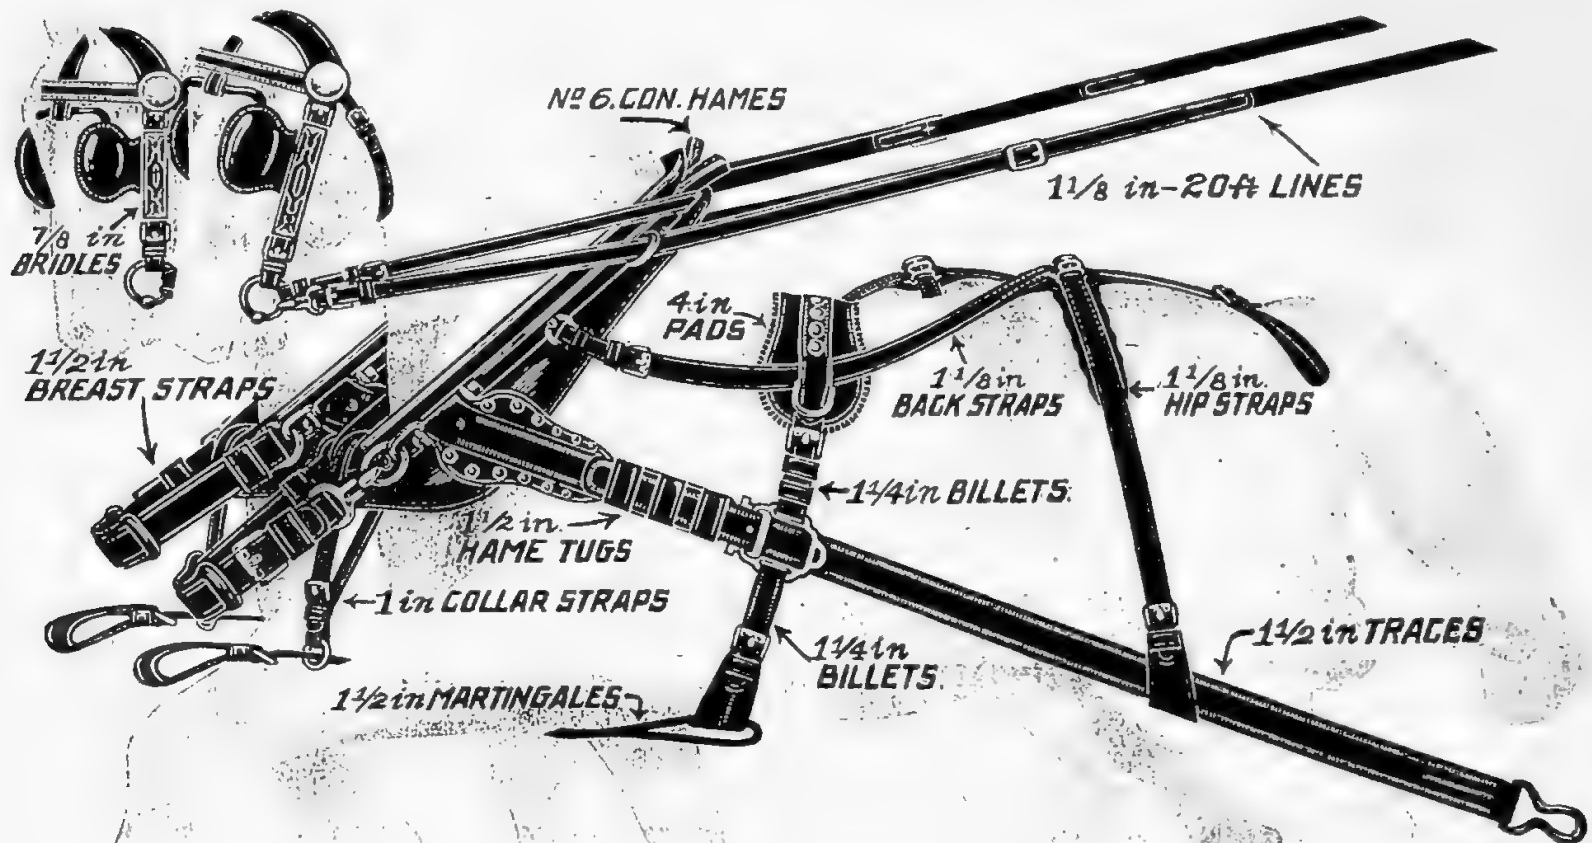 Nº 6. CON. HAMES
1 1/8 in-20ft LINES
7/8 in
BRIDLES
4 in
PADS
1 1/2 in
BREAST STRAPS
1 1/8 in
BACK STRAPS
1 1/8 in.
HIP STRAPS
1 1/4 in BILLETS.
1 1/2 in.
HAME TUGS
1 in COLLAR STRAPS
1 1/2 in TRACES
1 1/4 in
BILLETS.
1 1/2 in MARTINGALES